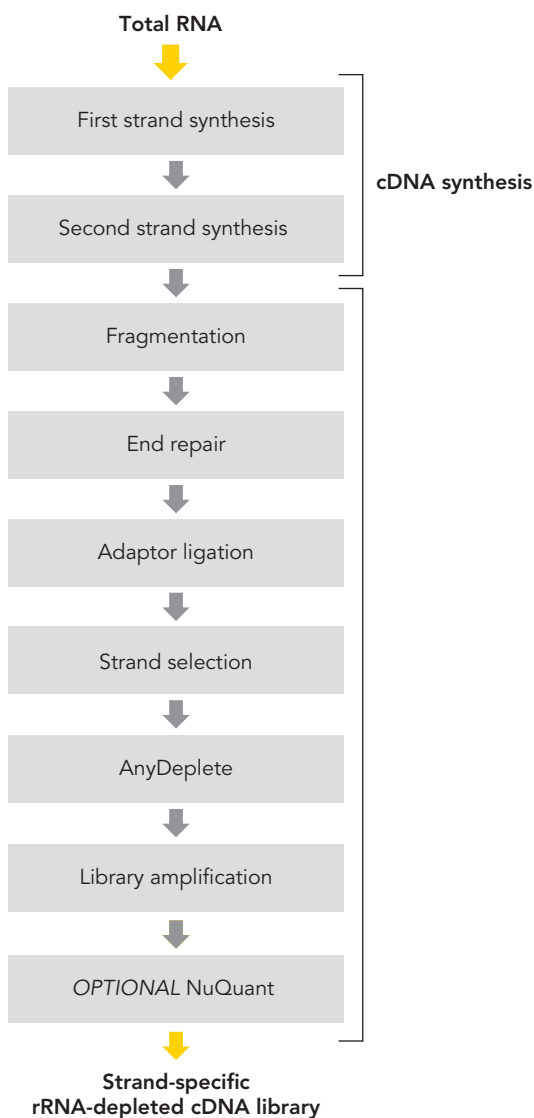 Total RNA
First strand synthesis
cDNA synthesis
Second strand synthesis
Fragmentation
End repair
Adaptor ligation
Strand selection
AnyDeplete
Library amplification
OPTIONAL NuQuant
Strand-specific
rRNA-depleted cDNA library